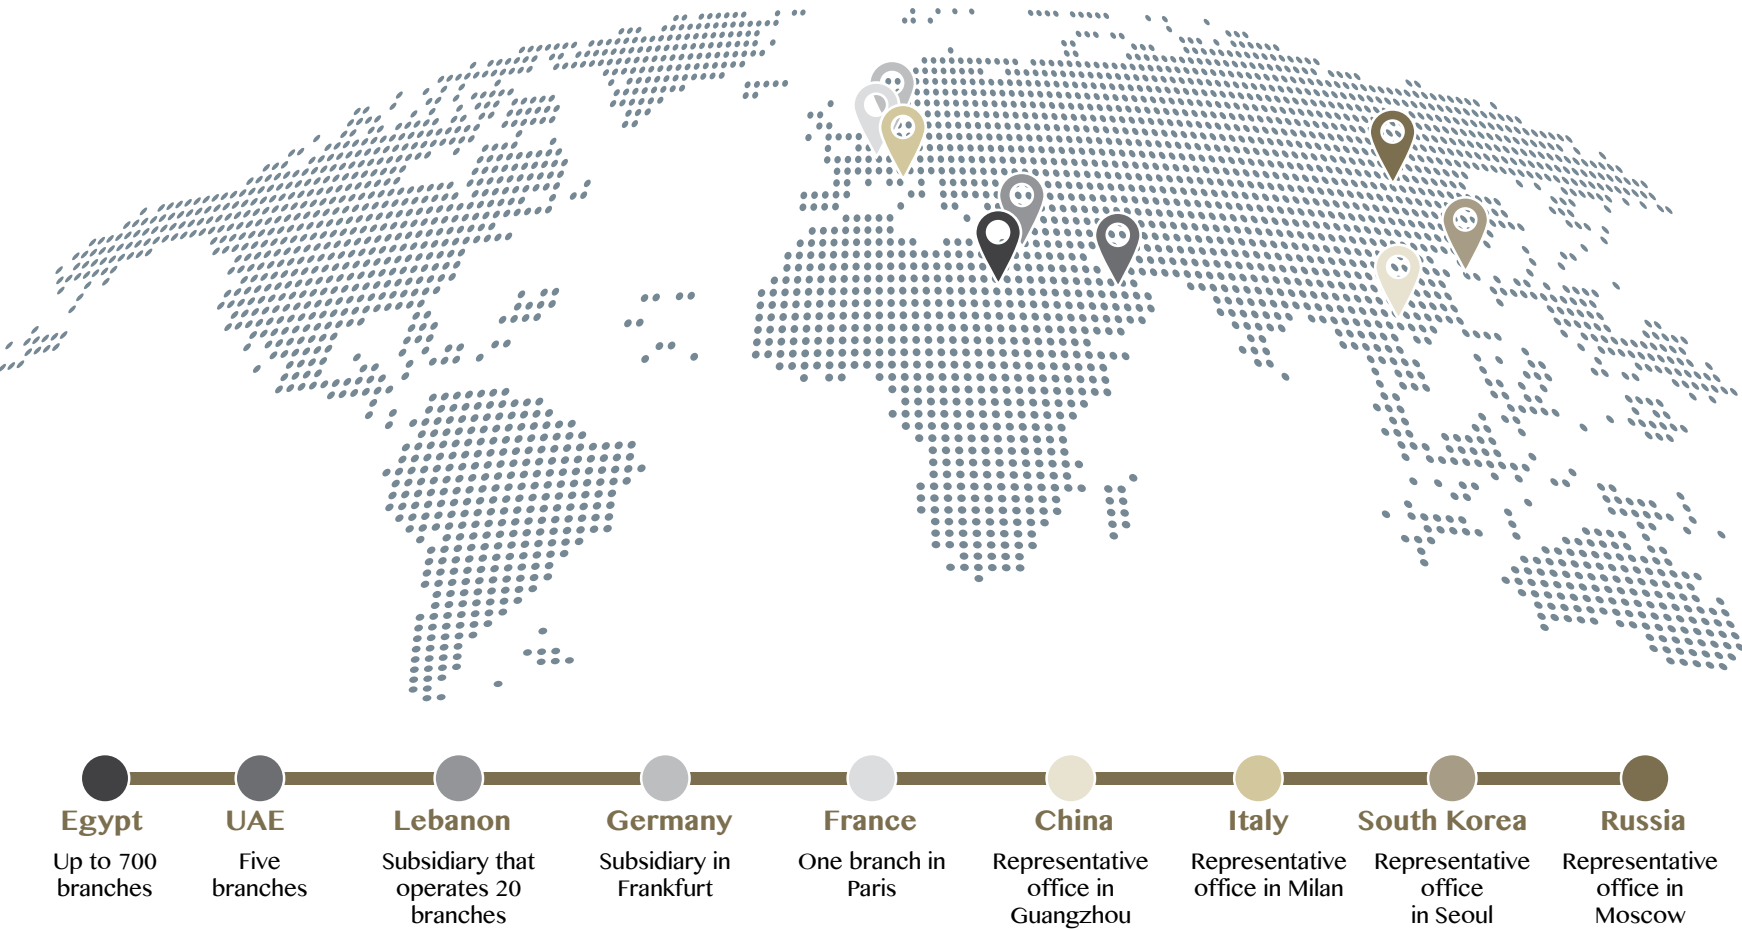 Egypt
Up to 700
branches
UAE
Five
branches
Lebanon
Subsidiary that
operates 20
branches
Germany
Subsidiary in
Frankfurt
France
One branch in
Paris
China
Representative
office in
Guangzhou
Italy
Representative
office in Milan
South Korea
Representative
office
in Seoul
Russia
Representative
office in
Moscow